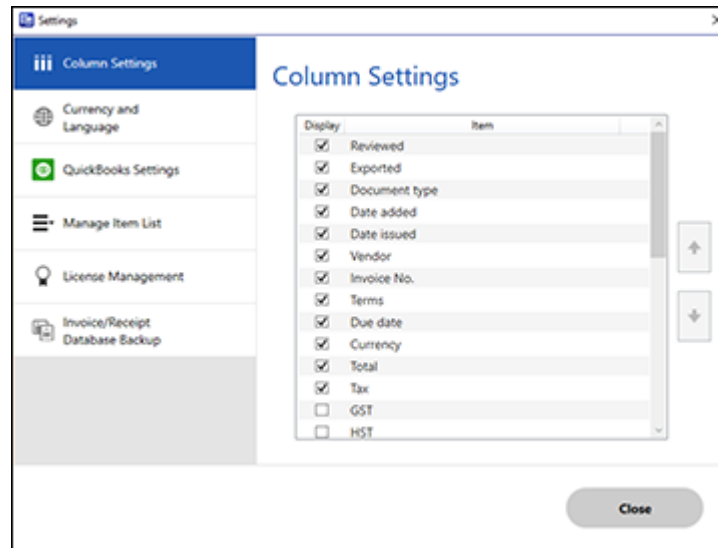 Settings
Column Settings
Currency and
Language
QuickBooks Settings
Manage Item List
License Management
Invoice/Receipt
Database Backup
Column Settings
Display Item
Reviewed
Exported
Document type
Date added
Date issued
Vendor
Invoice No.
Terms
Due date
Currency
Total
Tax
GST
HST
Close